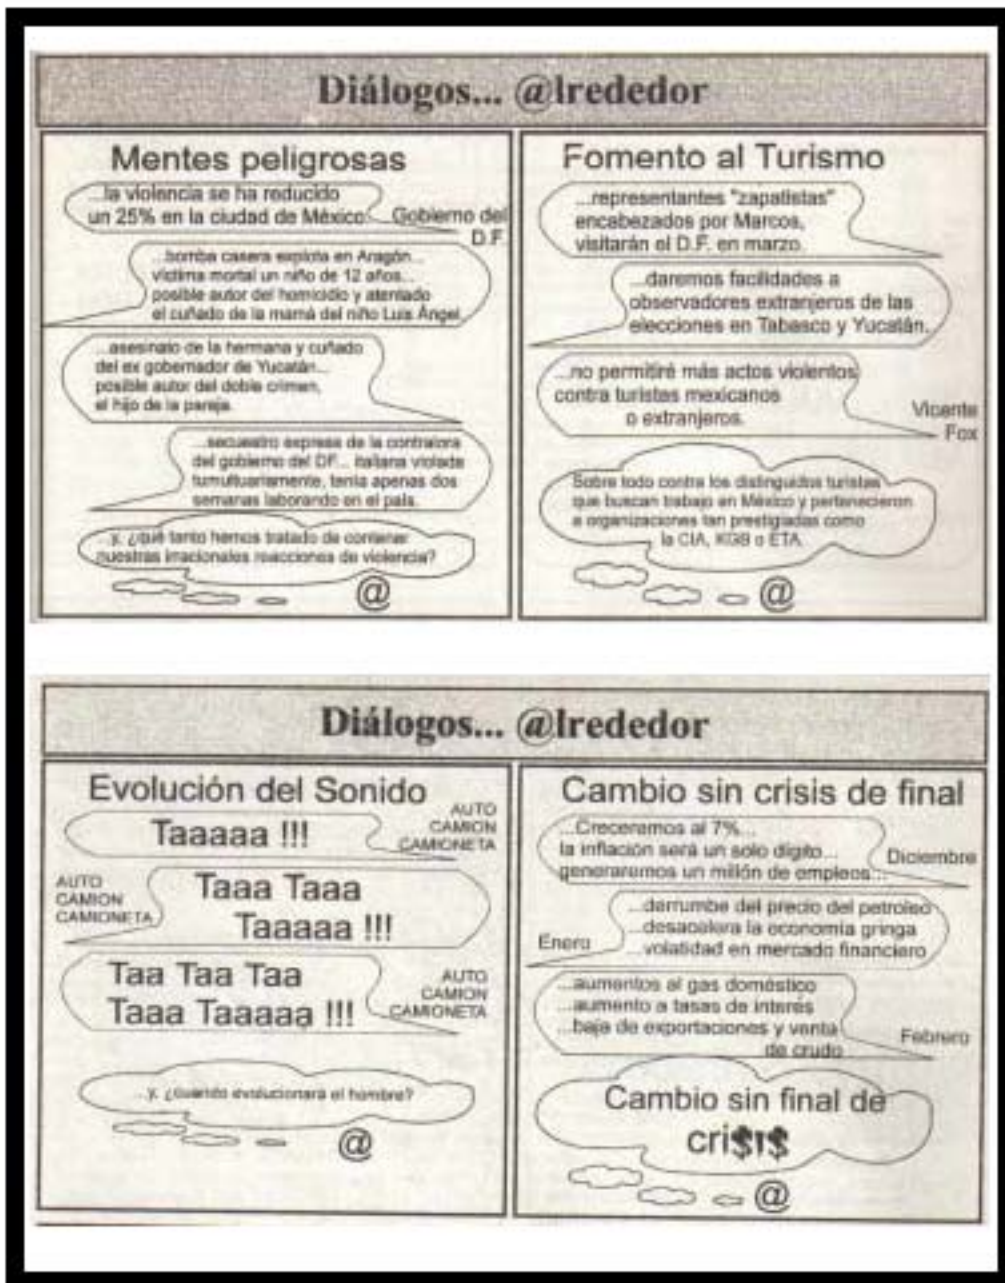 Diálogos... @lrededor
Mentes peligrosas
...la violencia se ha reducido
un 25% en la ciudad de México.
Gobierno del
D.F.
...bomba casera explota en Aragón...
víctima mortal un niño de 12 años...
posible autor del homicidio y atentado
el cuñado de la mamá del niño Luis Ángel.
...asesinato de la hermana y cuñado
del ex gobernador de Yucatán...
posible autor del doble crimen,
el hijo de la pareja.
...secuestro express de la contralora
del gobierno del DF... italiana violada
tumultuariamente, tenía apenas dos
semanas laborando en el país.
...y, ¿qué tanto hemos tratado de contener
nuestras irracionales reacciones de violencia?
@
Fomento al Turismo
...representantes "zapatistas"
encabezados por Marcos,
visitarán el D.F. en marzo.
...daremos facilidades a
observadores extranjeros de las
elecciones en Tabasco y Yucatán.
...no permitiré más actos violentos
contra turistas mexicanos
o extranjeros.
Vicente
Fox
Sobre todo contra los distinguidos turistas
que buscan trabajo en México y pertenecieron
a organizaciones tan prestigiadas como
la CIA, KGB o ETA.
@
Diálogos... @lrededor
Evolución del Sonido
Taaaaa !!!
AUTO
CAMION
CAMIONETA
AUTO
CAMION
CAMIONETA
Taaa Taaa
Taaaaa !!!
Taa Taa Taa
Taaa Taaaaa !!!
AUTO
CAMION
CAMIONETA
...y, ¿cuando evolucionará el hombre?
@
Cambio sin crisis de final
...Creceramos al 7%...
la inflación será un solo dígito...
generaremos un millón de empleos...
Diciembre
...derrumbe del precio del petroleo
...desacelera la economía gringa
...volatidad en mercado financiero
Enero
...aumentos al gas doméstico
...aumento a tasas de interés
...baja de exportaciones y venta
de crudo
Febrero
Cambio sin final de
cri$I$
@